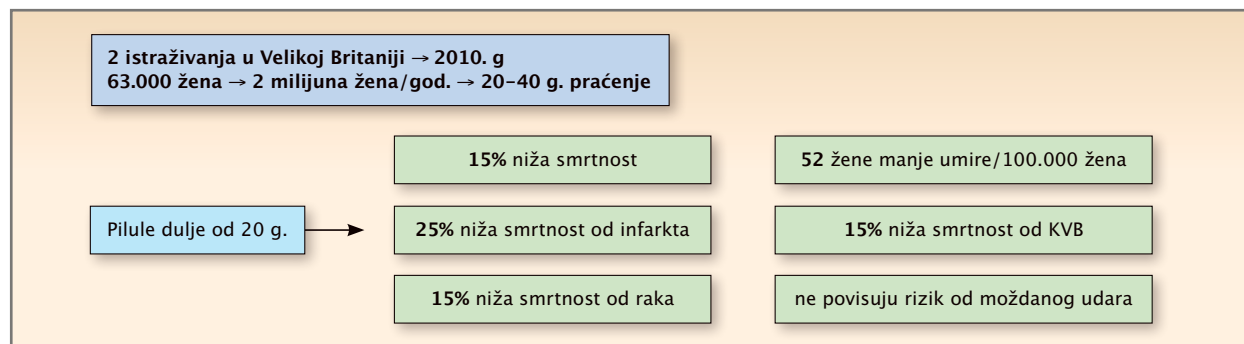 2 istraživanja u Velikoj Britaniji → 2010. g
63.000 žena → 2 milijuna žena/god. → 20–40 g. praćenje
15% niža smrtnost
52 žene manje umire/100.000 žena
Pilule dulje od 20 g.
25% niža smrtnost od infarkta
15% niža smrtnost od KVB
15% niža smrtnost od raka
ne povisuju rizik od moždanog udara